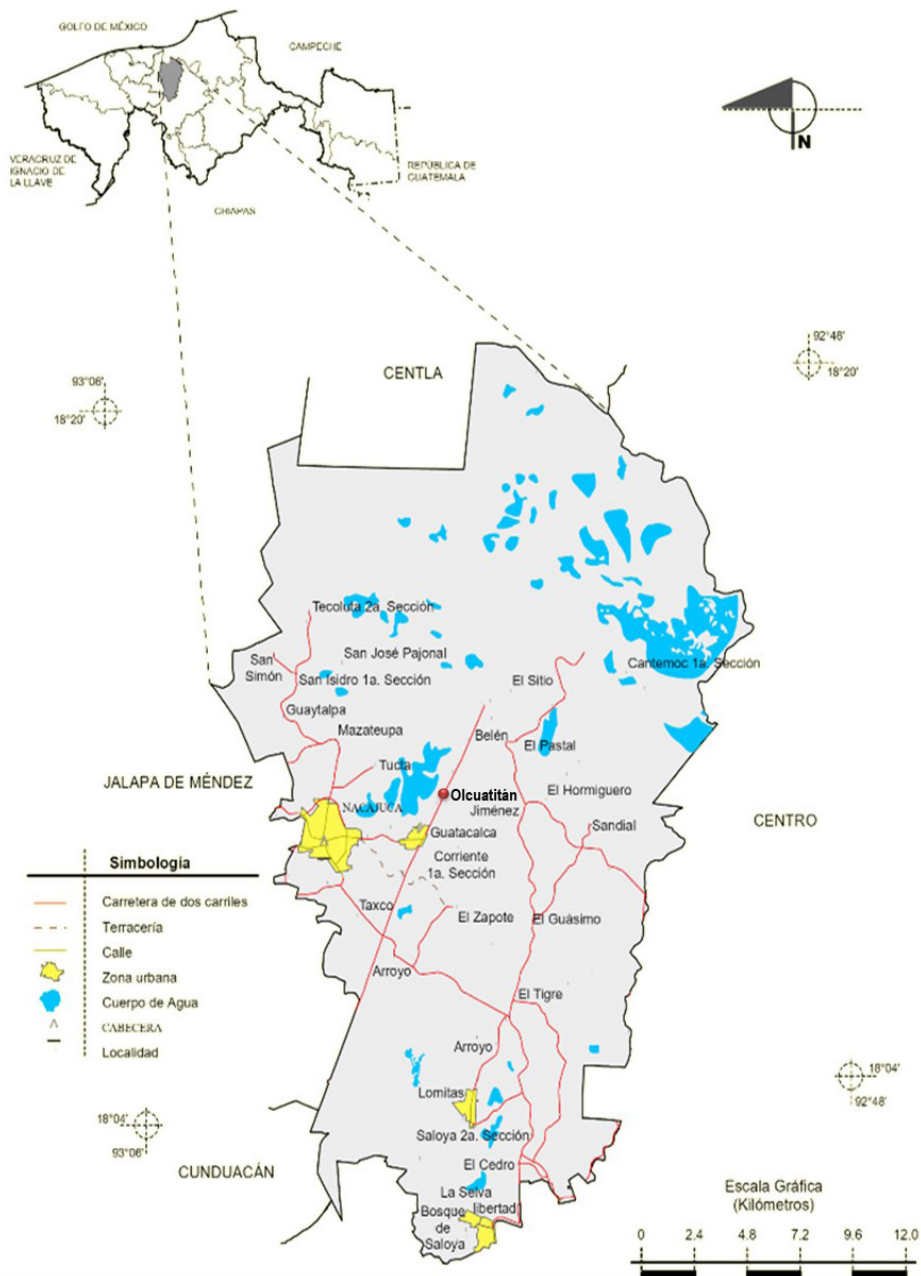 GOLFO DE MÉXICO
CAMPECHE
VERACRUZ DE
IGNACIO DE
LA LLAVE
REPÚBLICA DE
GUATEMALA
CHIAPAS
N
92°48'
18°20'
93°06'
18°20'
CENTLA
Tecoluta 2a. Sección
San José Pajonal
San
Simón
San Isidro 1a. Sección
Cantemoc 1a. Sección
El Sitio
Guaytalpa
Mazateupa
Belén
El Pastal
Tucta
JALAPA DE MÉNDEZ
NACAJUCA
Olcuatitán
Jiménez
El Hormiguero
Sandial
CENTRO
Guatacalca
Corriente
1a. Sección
Taxco
El Zapote
El Guásimo
Arroyo
El Tigre
Arroyo
Lomitas
Saloya 2a. Sección
El Cedro
La Selva
libertad
Bosque
de
Saloya
Simbología
Carretera de dos carriles
Terracería
Calle
Zona urbana
Cuerpo de Agua
CABECERA
Localidad
18°04'
92°48'
18°04'
93°06'
CUNDUACÁN
Escala Gráfica
(Kilómetros)
0 2.4 4.8 7.2 9.6 12.0